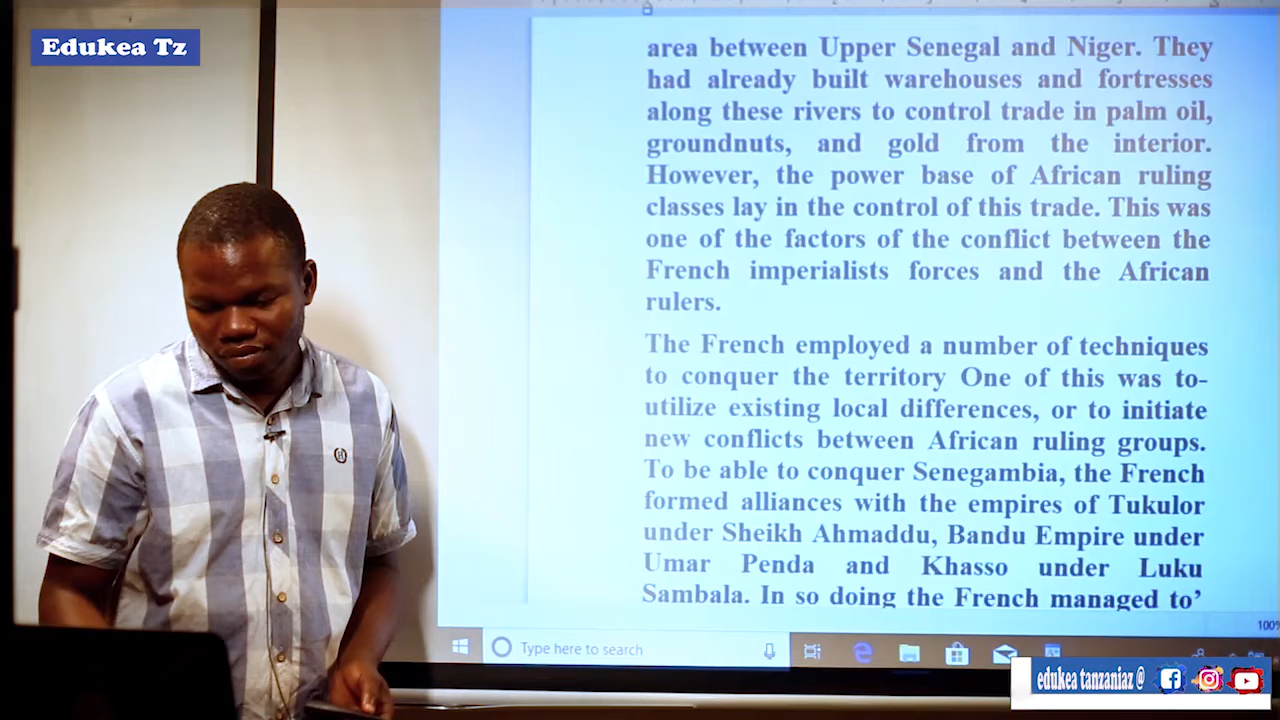 Edukea Tz
area between Upper Senegal and Niger. They
had already built warehouses and fortresses
along these rivers to control trade in palm oil,
groundnuts, and gold from the interior.
However, the power base of African ruling
classes lay in the control of this trade. This was
one of the factors of the conflict between the
French imperialists forces and the African
rulers.
The French employed a number of techniques
to conquer the territory One of this was to-
utilize existing local differences, or to initiate
new conflicts between African ruling groups.
To be able to conquer Senegambia, the French
formed alliances with the empires of Tukulor
under Sheikh Ahmaddu, Bandu Empire under
Umar Penda and Khasso under Luku
Sambala. In so doing the French managed to’
100%
Type here to search
edukea tanzaniaz @